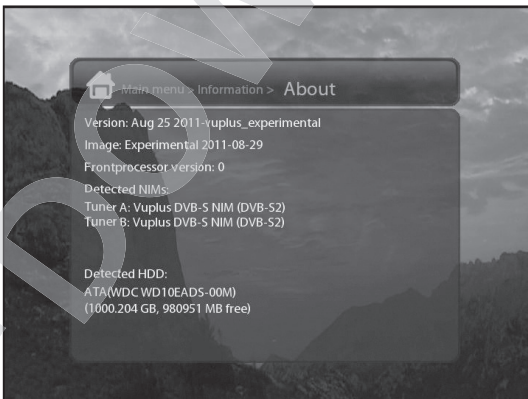 Main menu > Information > About
Version: Aug 25 2011-vuplus_experimental
Image: Experimental 2011-08-29
Frontprocessor version: 0
Detected NIMs:
Tuner A: Vuplus DVB-S NIM (DVB-S2)
Tuner B: Vuplus DVB-S NIM (DVB-S2)
Detected HDD:
ATA(WDC WD10EADS-00M)
(1000.204 GB, 980951 MB free)